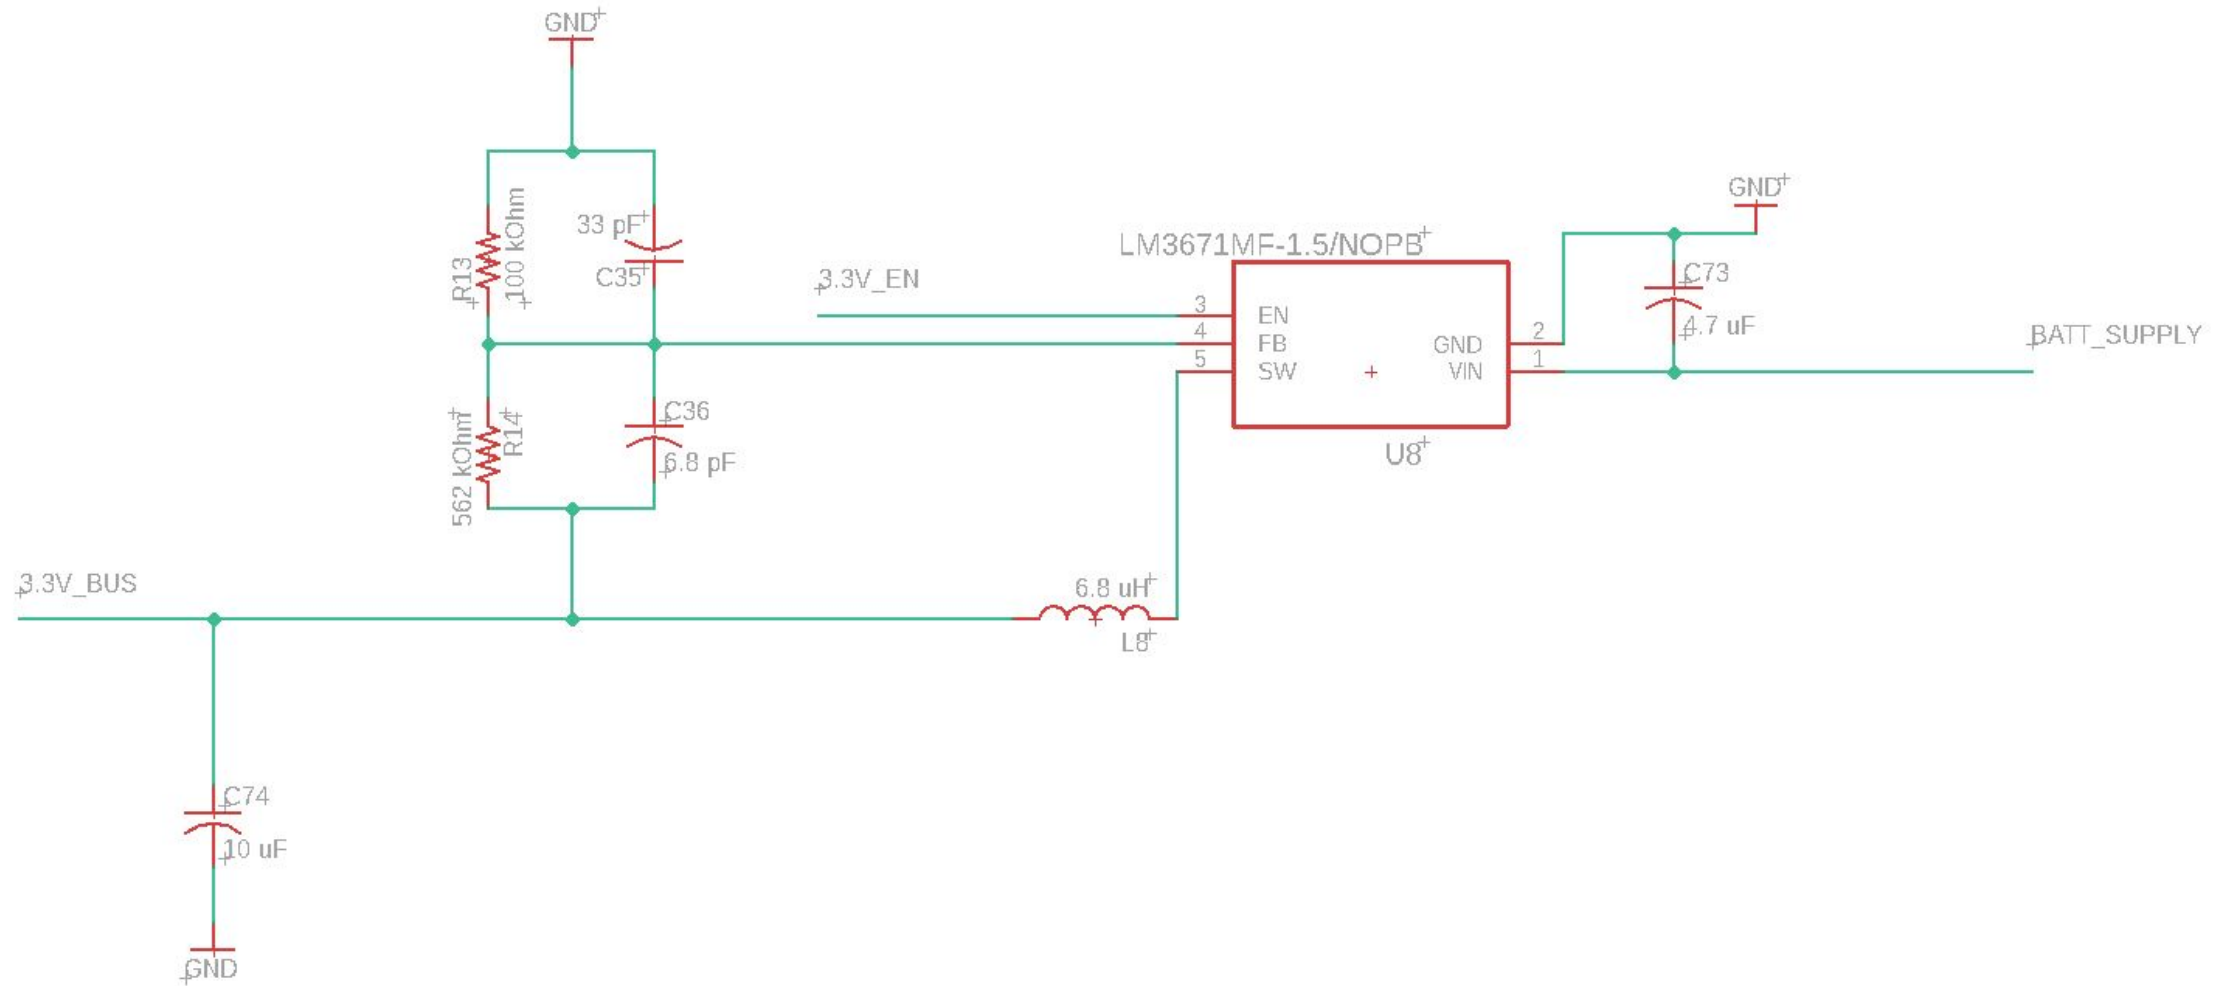 GND
33 pF
C35
R13
100 kOhm
3.3V_EN
LM3671MF-1.5/NOPB
3
4
5
EN
FB
SW
GND
VIN
2
1
U8
GND
C73
4.7 uF
BATT_SUPPLY
C36
6.8 pF
562 kOhm
R14
3.3V_BUS
6.8 uH
L8
C74
10 uF
GND